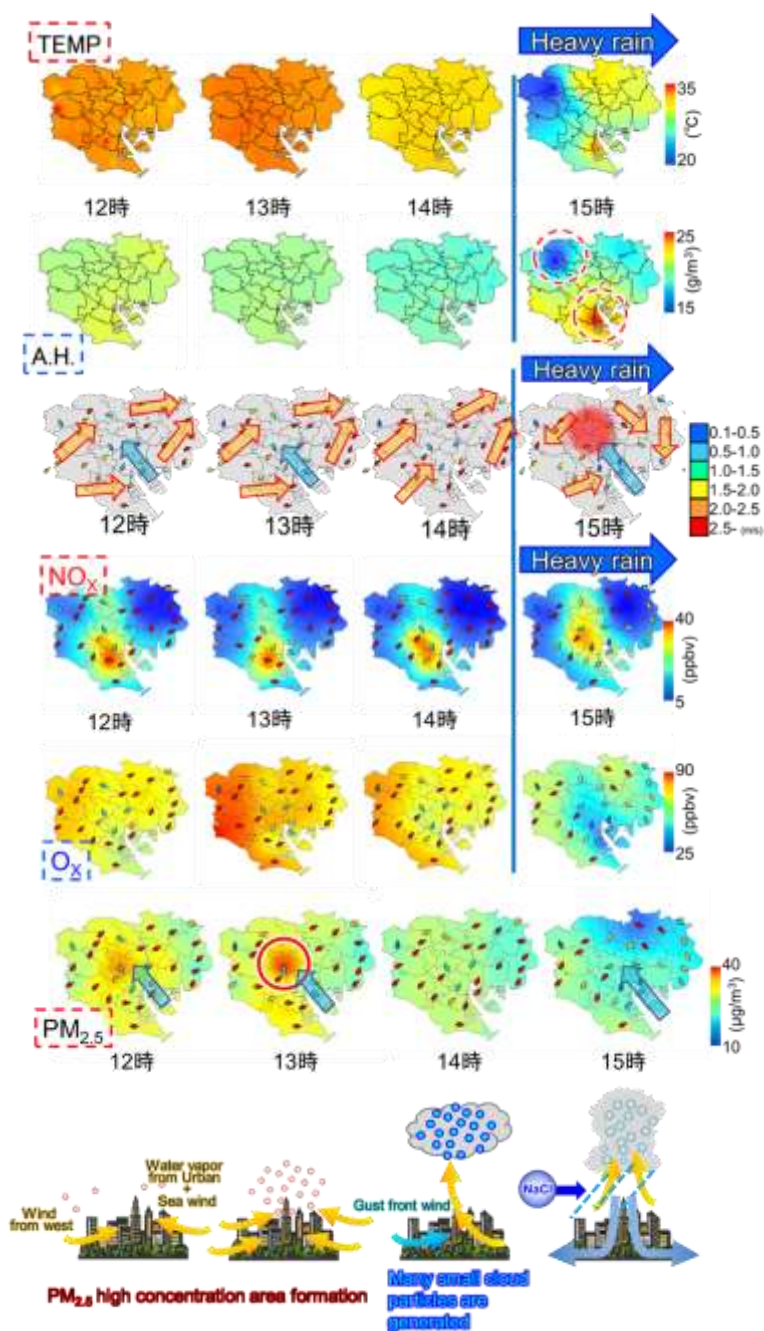 TEMP
Heavy rain
35
(℃)
20
12時
13時
14時
15時
25
(g/m³)
15
A.H.
Heavy rain
0.1-0.5
0.5-1.0
1.0-1.5
1.5-2.0
2.0-2.5
2.5- (m/s)
12時
13時
14時
15時
NOx
Heavy rain
40
(ppbv)
5
12時
13時
14時
15時
90
(ppbv)
25
Ox
40
(μg/m³)
10
PM2.5
12時
13時
14時
15時
Water vapor
from Urban
+
Sea wind
Wind
from west
Gust front wind
NaCl
PM2.5 high concentration area formation
Many small cloud
particles are
generated